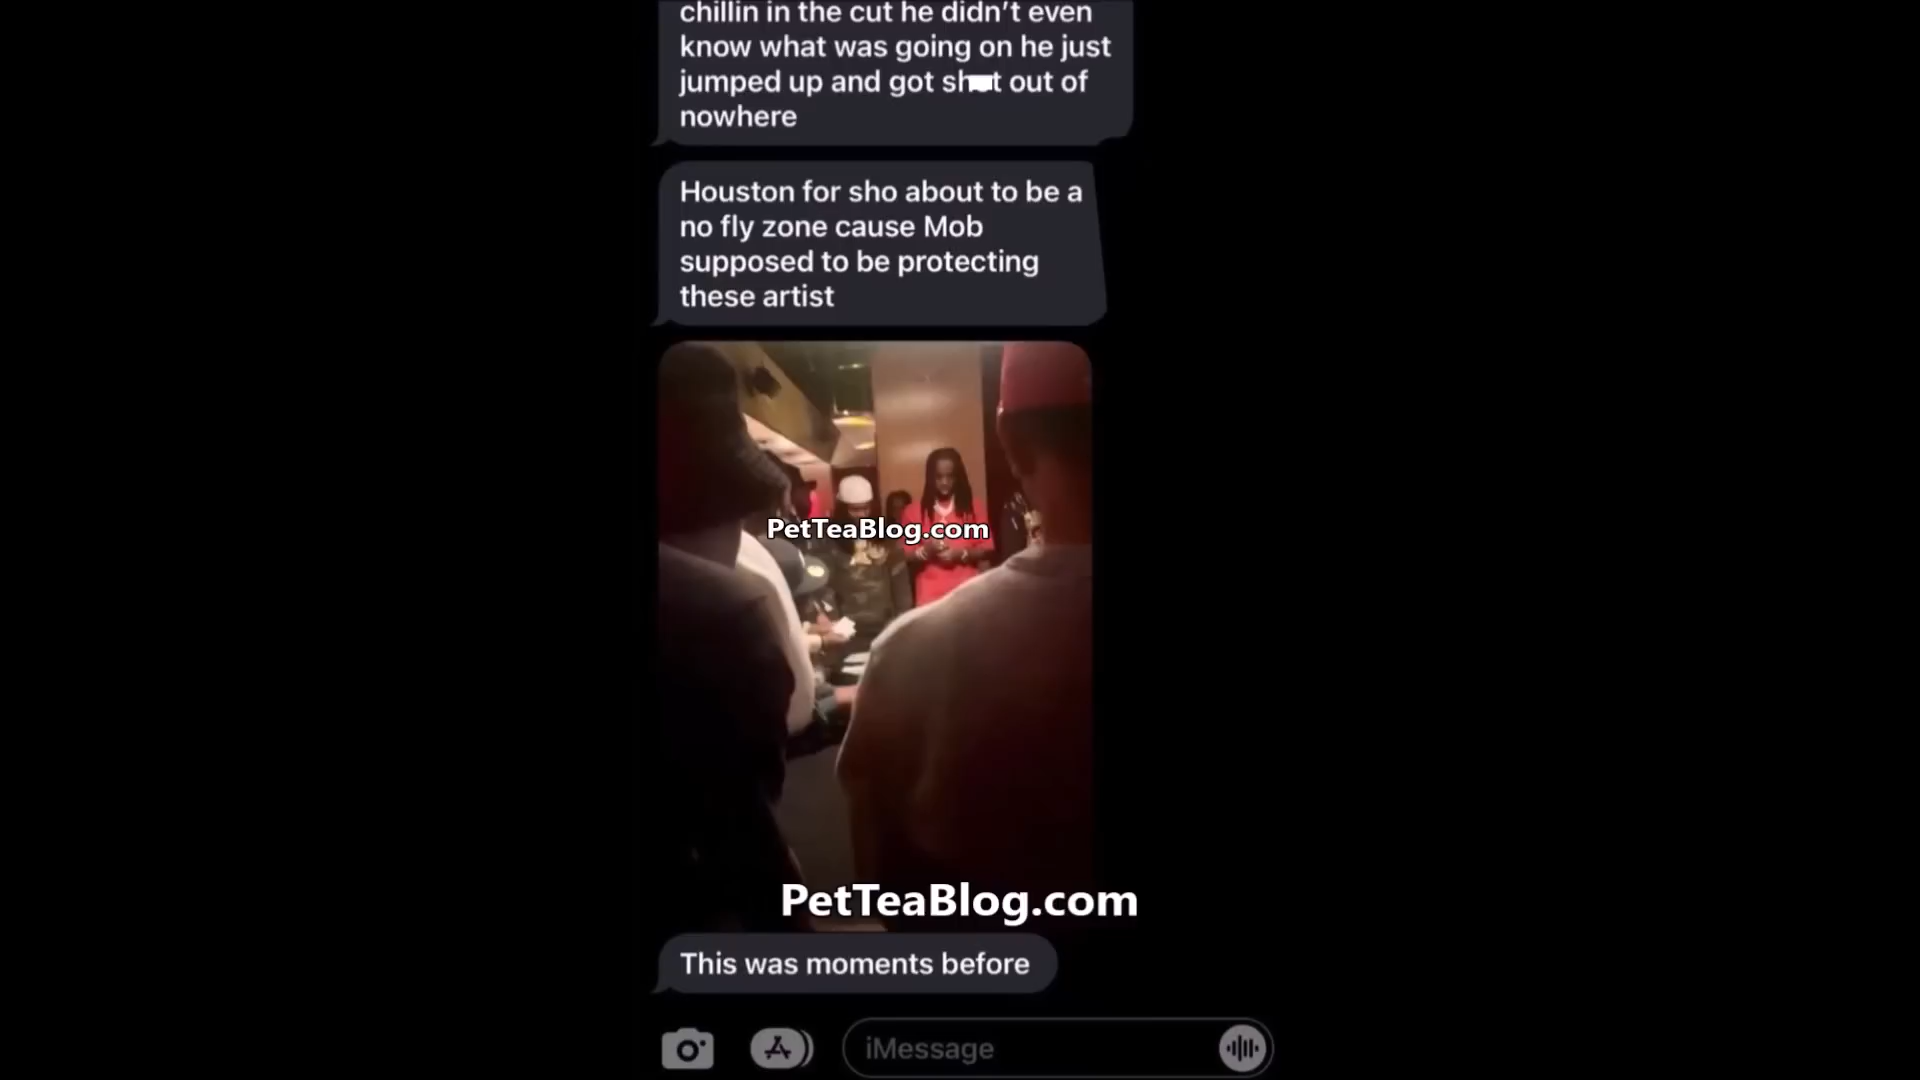 chillin in the cut he didn't even
know what was going on he just
jumped up and got sh t out of
nowhere
Houston for sho about to be a
no fly zone cause Mob
supposed to be protecting
these artist
PetTeaBlog.com
PetTeaBlog.com
This was moments before
iMessage